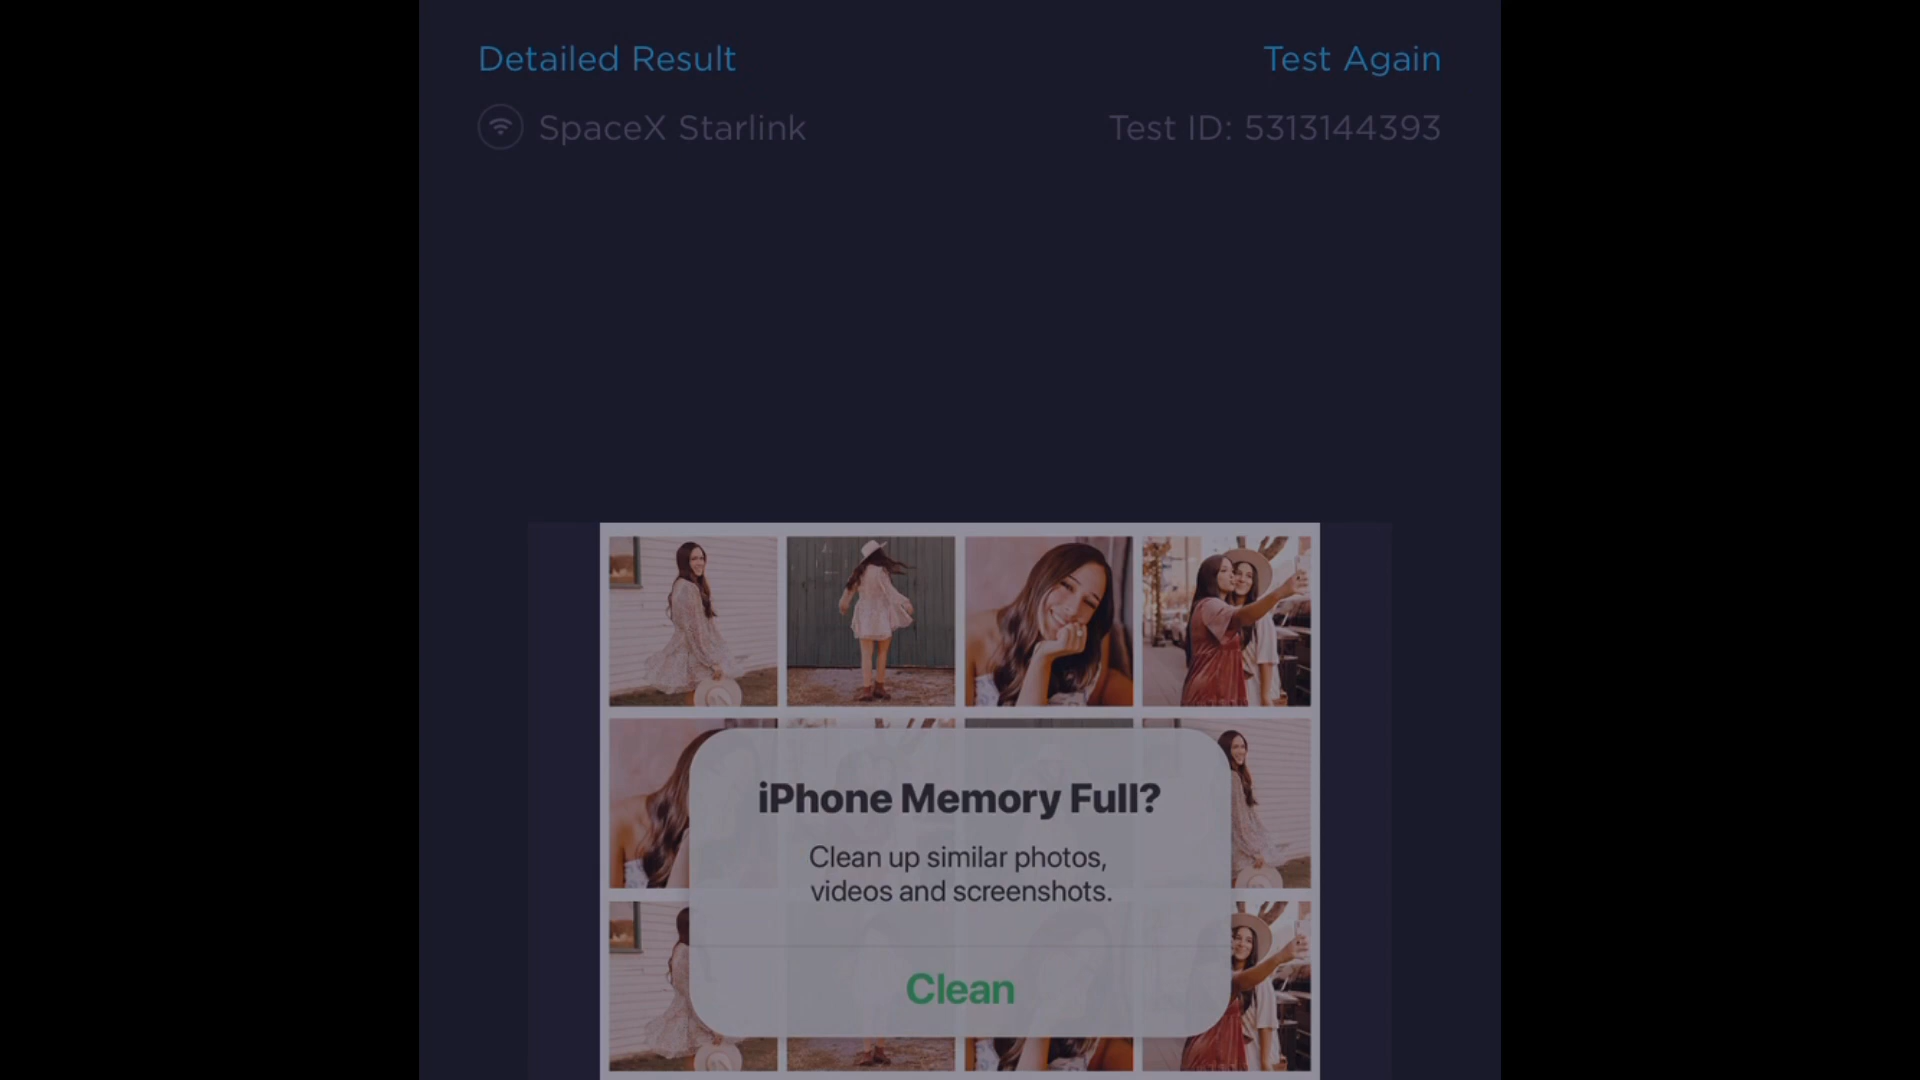 Detailed Result
Test Again
SpaceX Starlink
Test ID: 5313144393
iPhone Memory Full?
Clean up similar photos,
videos and screenshots.
Clean